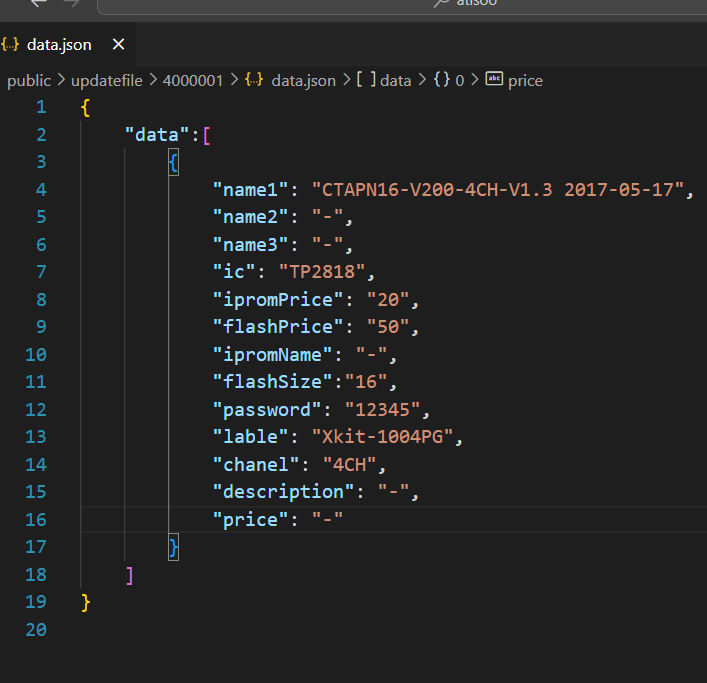 atisoo
{..} data.json ×
public > updatefile > 4000001 > {..} data.json > [ ] data > {} 0 > abc price
1 {
2     "data":[
3         {
4             "name1": "CTAPN16-V200-4CH-V1.3 2017-05-17",
5             "name2": "-",
6             "name3": "-",
7             "ic": "TP2818",
8             "ipromPrice": "20",
9             "flashPrice": "50",
10             "ipromName": "-",
11             "flashSize":"16",
12             "password": "12345",
13             "lable": "Xkit-1004PG",
14             "chanel": "4CH",
15             "description": "-",
16             "price": "-"
17         }
18     ]
19 }
20